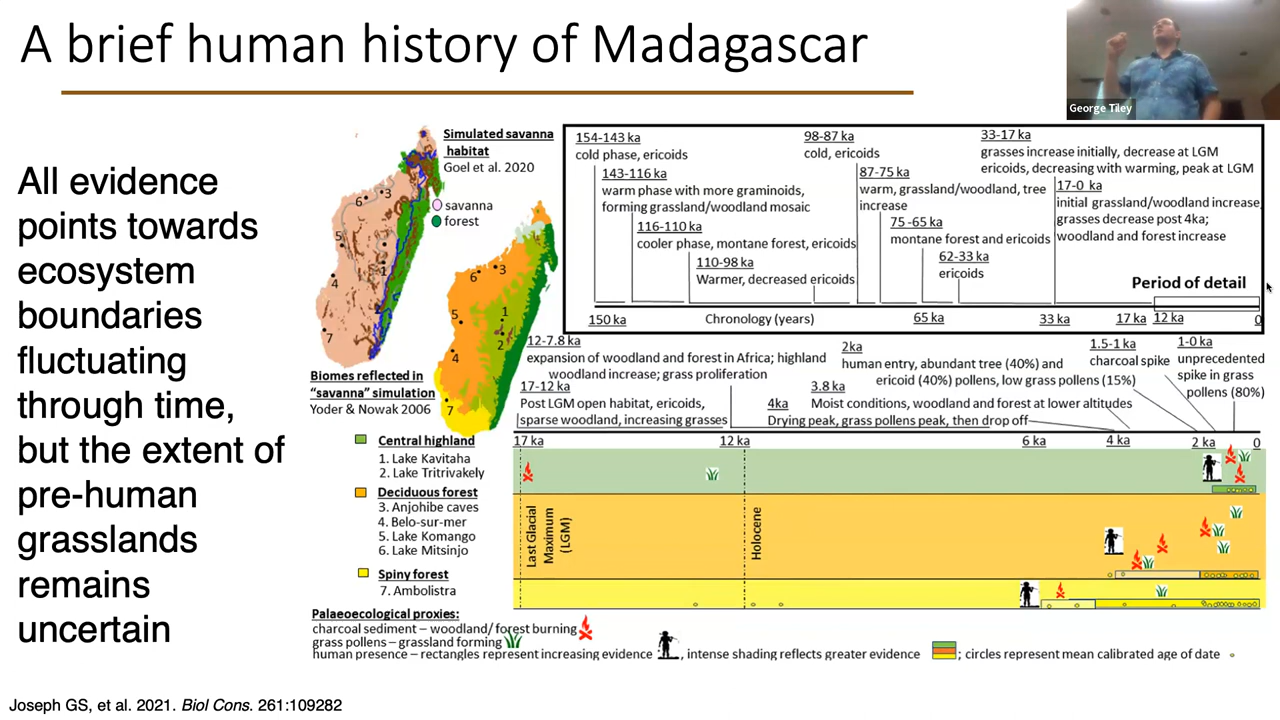 A brief human history of Madagascar
George Tiley
All evidence
points towards
ecosystem
boundaries
fluctuating
through time,
but the extent of
pre-human
grasslands
remains
uncertain
Simulated savanna
habitat
Goel et al. 2020
savanna
forest
6
3
5
1
4
7
Biomes reflected in
“savanna” simulation
Yoder & Nowak 2006
6
3
5
1
2
4
7
154-143 ka
cold phase, ericoids
143-116 ka
warm phase with more graminoids,
forming grassland/woodland mosaic
116-110 ka
cooler phase, montane forest, ericoids
110-98 ka
Warmer, decreased ericoids
98-87 ka
cold, ericoids
87-75 ka
warm, grassland/woodland, tree
increase
75 -65 ka
montane forest and ericoids
62-33 ka
ericoids
33-17 ka
grasses increase initially, decrease at LGM
ericoids, decreasing with warming, peak at LGM
17-0 ka
initial grassland/woodland increase
grasses decrease post 4ka;
woodland and forest increase
Period of detail
150 ka
Chronology (years)
65 ka
33 ka
17 ka
12 ka
0
12-7.8 ka
expansion of woodland and forest in Africa; highland
woodland increase; grass proliferation
17-12 ka
Post LGM open habitat, ericoids,
sparse woodland, increasing grasses
2ka
human entry, abundant tree (40%) and
ericoid (40%) pollens, low grass pollens (15%)
3.8 ka
Moist conditions, woodland and forest at lower altitudes
4ka
Drying peak, grass pollens peak, then drop off
1.5-1 ka
charcoal spike
1-0 ka
unprecedented
spike in grass
pollens (80%)
17 ka
12 ka
6 ka
4 ka
2 ka
0
Central highland
1. Lake Kavitaha
2. Lake Tritrivakely
Deciduous forest
3. Anjohibe caves
4. Belo-sur-mer
5. Lake Komango
6. Lake Mitsinjo
Spiny forest
7. Ambolistra
Last Glacial
Maximum
(LGM)
Holocene
Palaeoecological proxies:
charcoal sediment – woodland/ forest burning
grass pollens – grassland forming
human presence – rectangles represent increasing evidence , intense shading reflects greater evidence ; circles represent mean calibrated age of date
Joseph GS, et al. 2021. Biol Cons. 261:109282